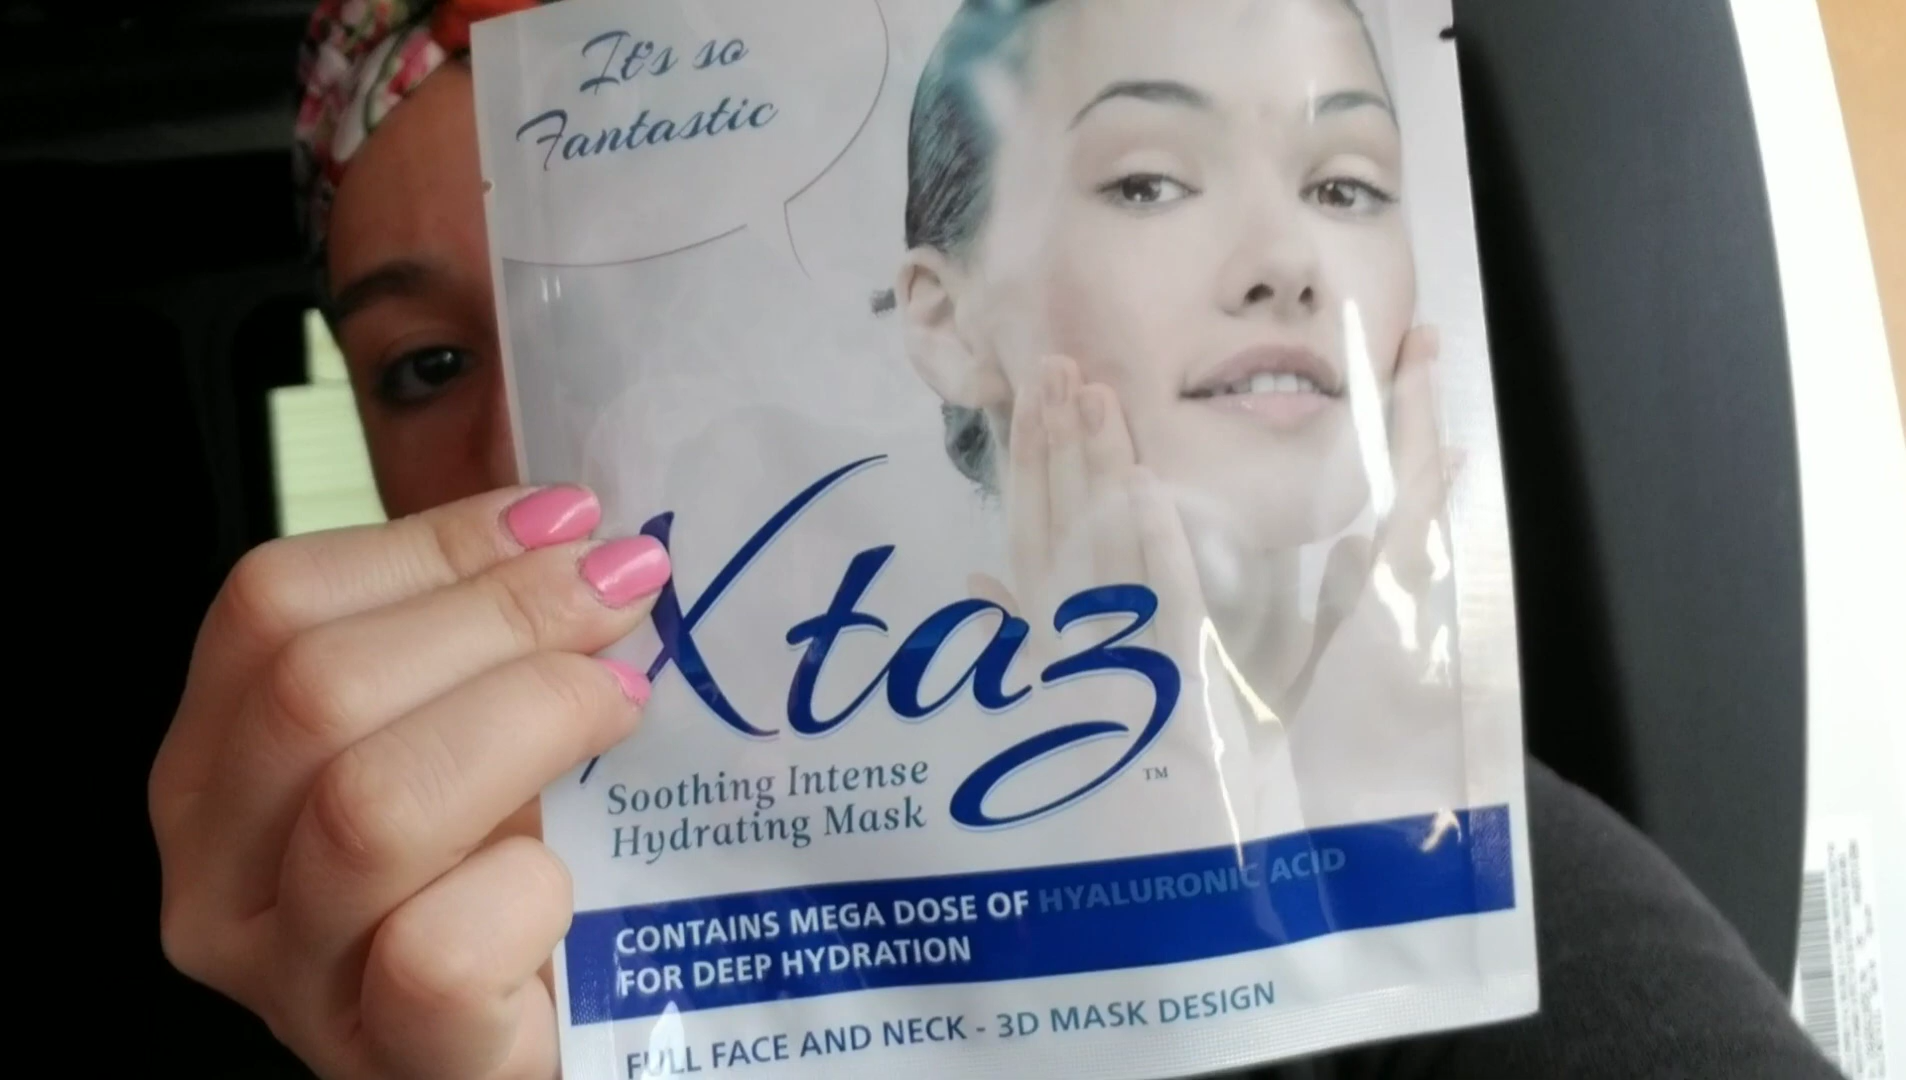 It's so
Fantastic
Xtaz
TM
Soothing Intense
Hydrating Mask
CONTAINS MEGA DOSE OF HYALURONIC ACID
FOR DEEP HYDRATION
FULL FACE AND NECK - 3D MASK DESIGN